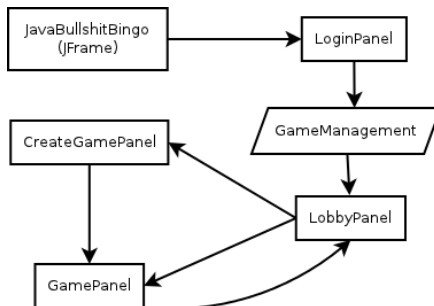 JavaBullshitBingo
(JFrame)
LoginPanel
GameManagement
CreateGamePanel
LobbyPanel
GamePanel